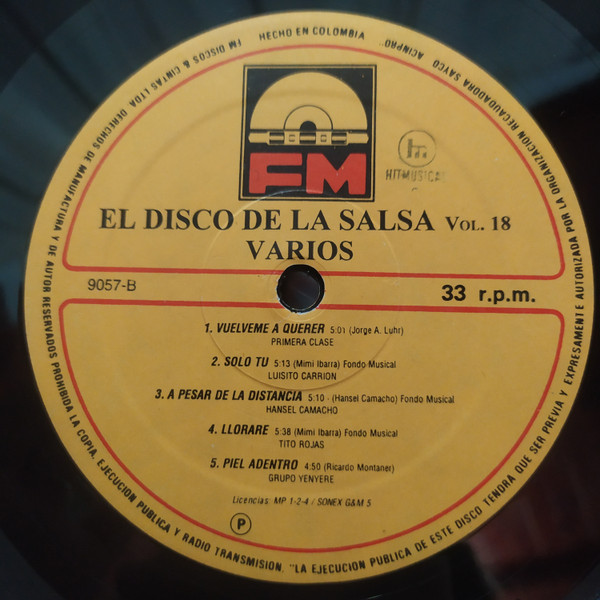 FM DISCOS & CINTAS LTDA. DERECHOS DE MANUFACTURA Y DE AUTOR RESERVADOS PROHIBIDA LA COPIA, EJECUCION PUBLICA Y RADIO TRANSMISION. "LA EJECUCION PUBLICA DE ESTE DISCO TENDRA QUE SER PREVIA Y EXPRESAMENTE AUTORIZADA POR LA ORGANIZACION RECAUDADORA SAYCO ACINPRO".
HECHO EN COLOMBIA
FM
HITMUSICAL
EL DISCO DE LA SALSA VOL. 18
VARIOS
9057-B
33 r.p.m.
1. VUELVEME A QUERER 5:01 (Jorge A. Luhr)
PRIMERA CLASE
2. SOLO TU 5:13 (Mimi Ibarra) Fondo Musical
LUISITO CARRION
3. A PESAR DE LA DISTANCIA 5:10 - (Hansel Camacho) Fondo Musical
HANSEL CAMACHO
4. LLORARE 5:38 (Mimi Ibarra) Fondo Musical
TITO ROJAS
5. PIEL ADENTRO 4:50 (Ricardo Montaner)
GRUPO YENYERE
Licencias: MP 1-2-4 / SONEX G&M 5
P